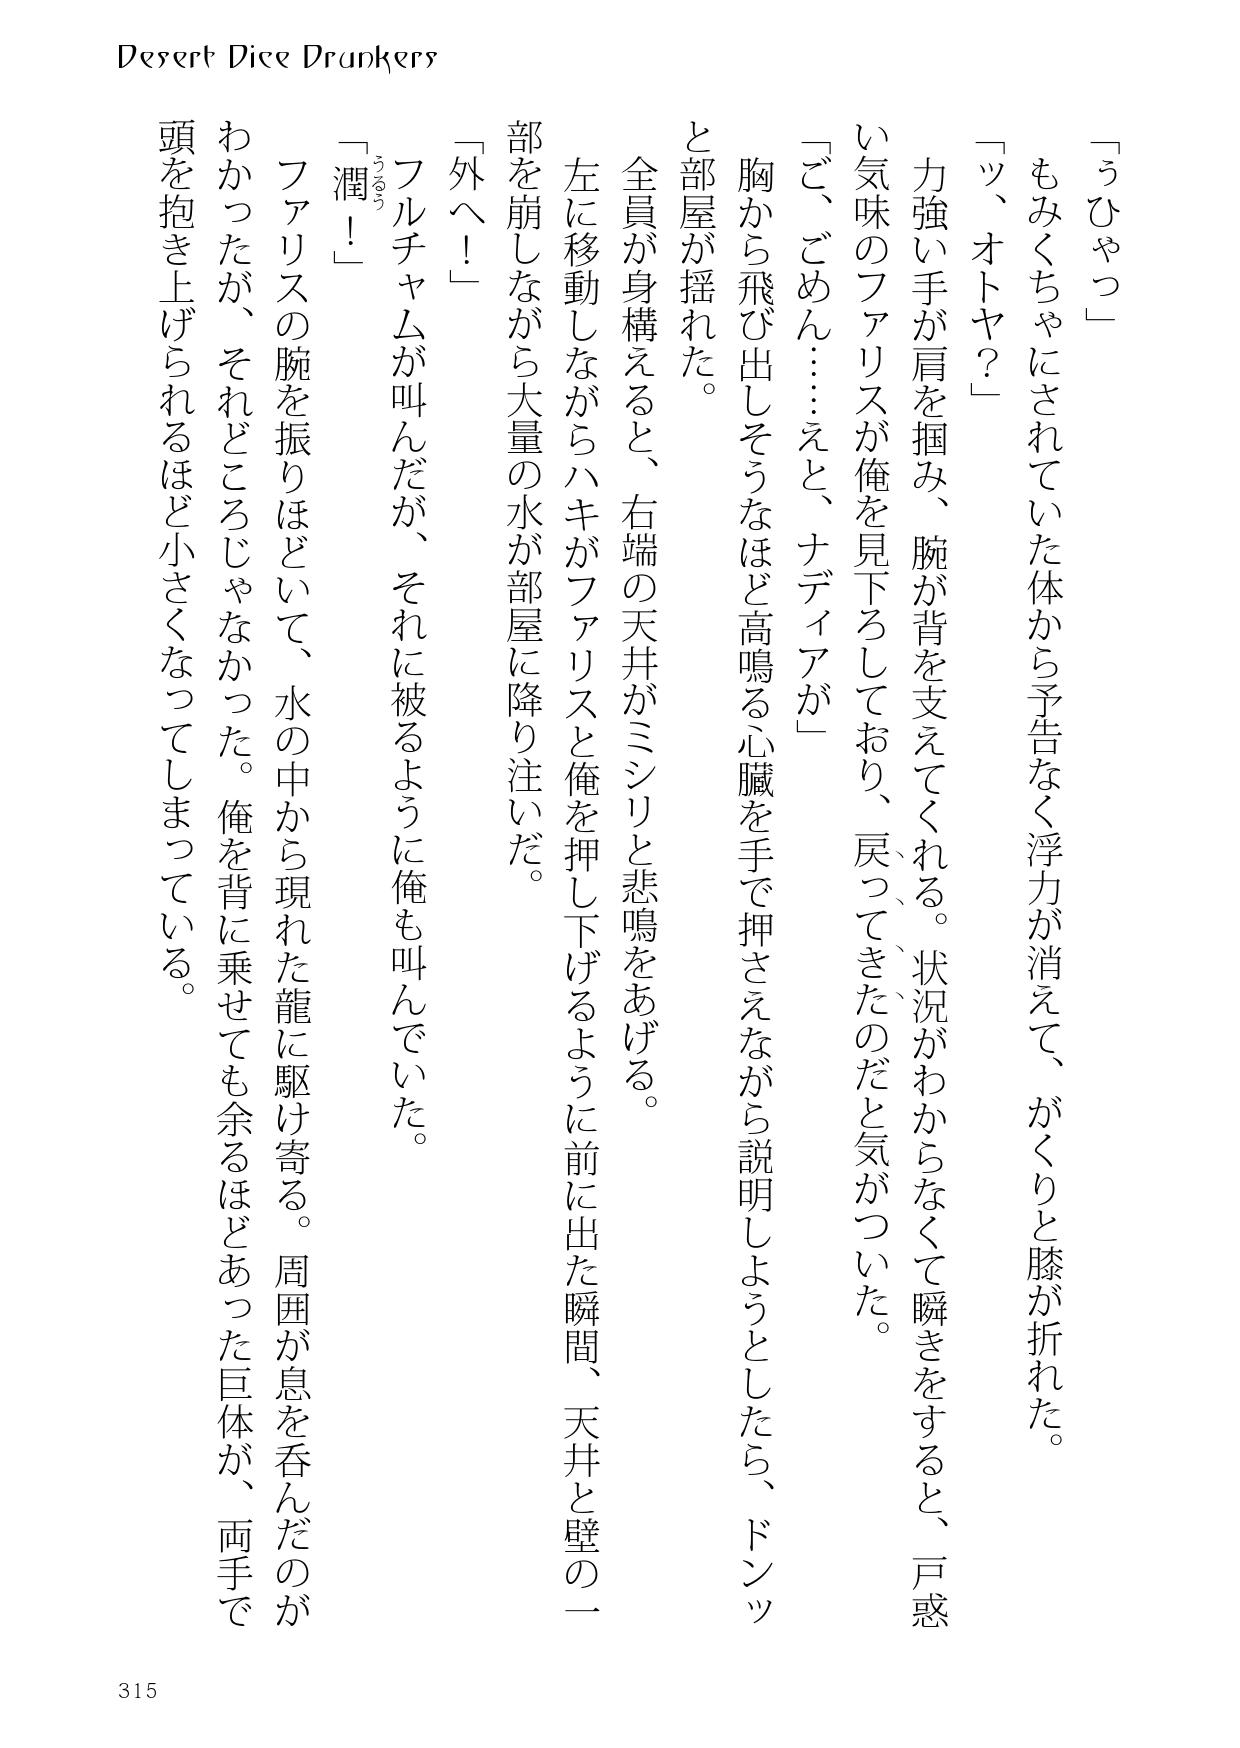 Desert Dice Drunkers
「うひゃっ」
もみくちゃにされていた体から予告なく浮力が消えて、がくりと膝が折れた。
「ッ、オトヤ？」
力強い手が肩を掴み、腕が背を支えてくれる。状況がわからなくて瞬きをすると、戸惑
い気味のファリスが俺を見下ろしており、戻ってきたのだと気がついた。
「ご、ごめん……えと、ナディアが」
胸から飛び出しそうなほど高鳴る心臓を手で押さえながら説明しようとしたら、ドンッ
と部屋が揺れた。
全員が身構えると、右端の天井がミシリと悲鳴をあげる。
左に移動しながらハキがファリスと俺を押し下げるように前に出た瞬間、天井と壁の一
部を崩しながら大量の水が部屋に降り注いだ。
「外へ！」
フルチャムが叫んだが、それに被るように俺も叫んでいた。
「潤！」
うるう
ファリスの腕を振りほどいて、水の中から現れた龍に駆け寄る。周囲が息を呑んだのが
わかったが、それどころじゃなかった。俺を背に乗せても余るほどあった巨体が、両手で
頭を抱き上げられるほど小さくなってしまっている。
315